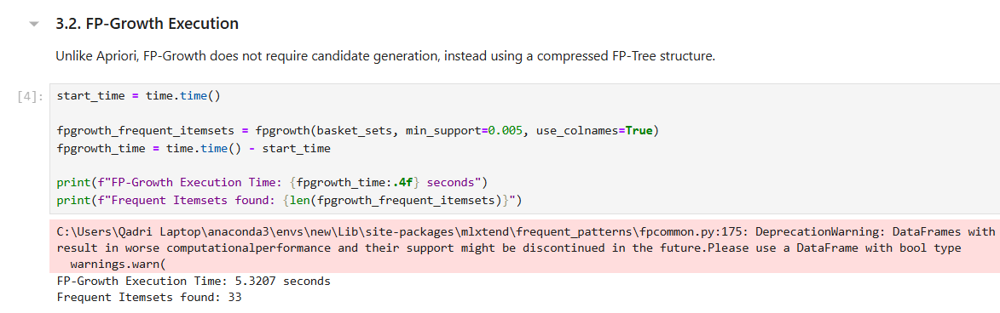 3.2. FP-Growth Execution
Unlike Apriori, FP-Growth does not require candidate generation, instead using a compressed FP-Tree structure.
[4]:
start_time = time.time()
fpgrowth_frequent_itemsets = fpgrowth(basket_sets, min_support=0.005, use_colnames=True)
fpgrowth_time = time.time() - start_time
print(f"FP-Growth Execution Time: {fpgrowth_time:.4f} seconds")
print(f"Frequent Itemsets found: {len(fpgrowth_frequent_itemsets)}")
C:\Users\Qadri Laptop\anaconda3\envs\new\Lib\site-packages\mlxtend\frequent_patterns\fpcommon.py:175: DeprecationWarning: DataFrames with
result in worse computationalperformance and their support might be discontinued in the future.Please use a DataFrame with bool type
warnings.warn(
FP-Growth Execution Time: 5.3207 seconds
Frequent Itemsets found: 33